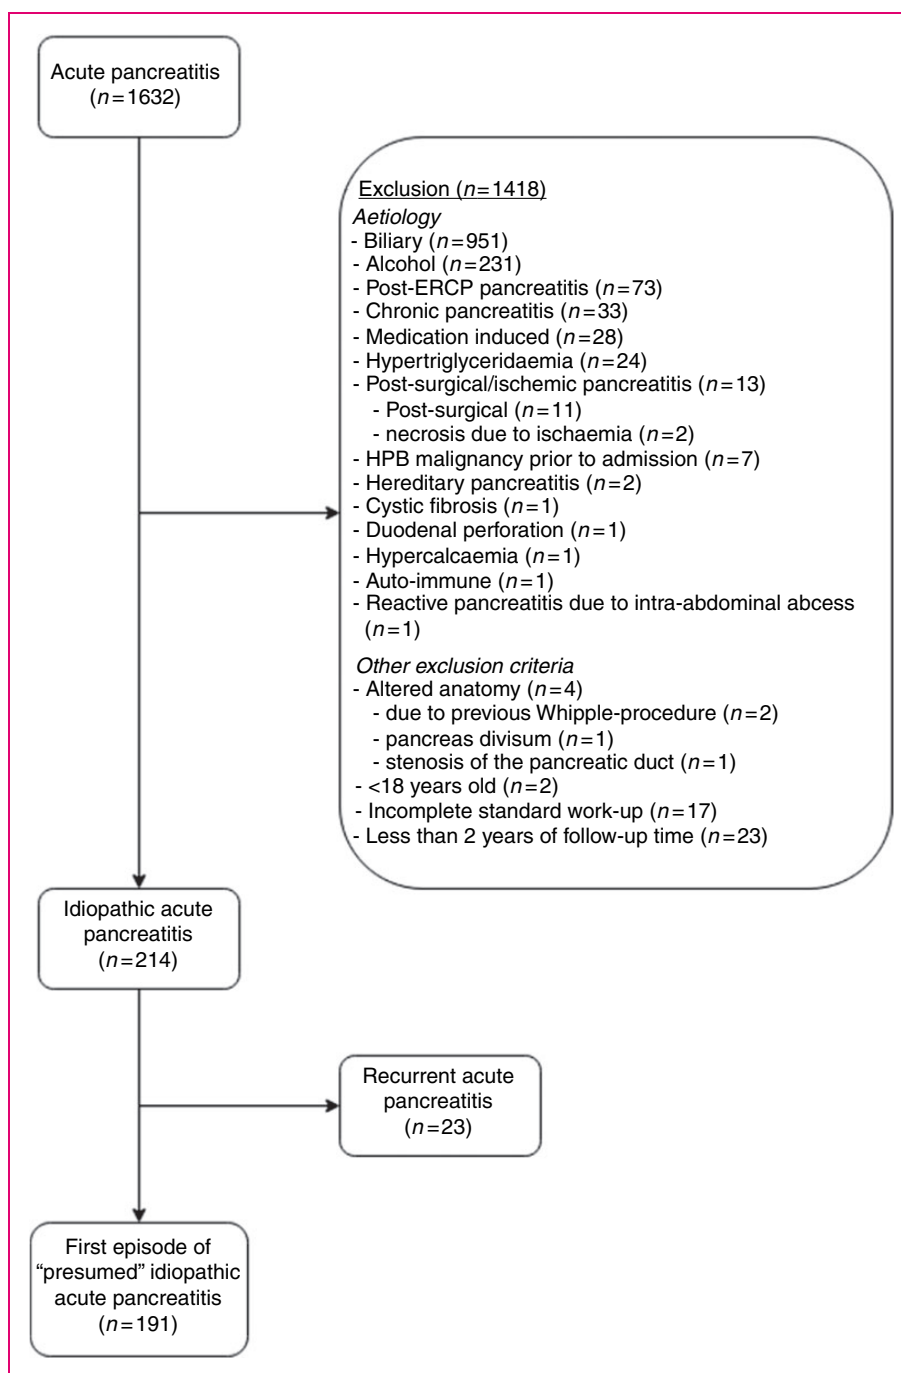 Acute pancreatitis
(n=1632)
Exclusion (n=1418)
Aetiology
- Biliary (n=951)
- Alcohol (n=231)
- Post-ERCP pancreatitis (n=73)
- Chronic pancreatitis (n=33)
- Medication induced (n=28)
- Hypertriglyceridaemia (n=24)
- Post-surgical/ischemic pancreatitis (n=13)
- Post-surgical (n=11)
- necrosis due to ischaemia (n=2)
- HPB malignancy prior to admission (n=7)
- Hereditary pancreatitis (n=2)
- Cystic fibrosis (n=1)
- Duodenal perforation (n=1)
- Hypercalcaemia (n=1)
- Auto-immune (n=1)
- Reactive pancreatitis due to intra-abdominal abcess
(n=1)
Other exclusion criteria
- Altered anatomy (n=4)
- due to previous Whipple-procedure (n=2)
- pancreas divisum (n=1)
- stenosis of the pancreatic duct (n=1)
- <18 years old (n=2)
- Incomplete standard work-up (n=17)
- Less than 2 years of follow-up time (n=23)
Idiopathic acute
pancreatitis
(n=214)
Recurrent acute
pancreatitis
(n=23)
First episode of
“presumed” idiopathic
acute pancreatitis
(n=191)